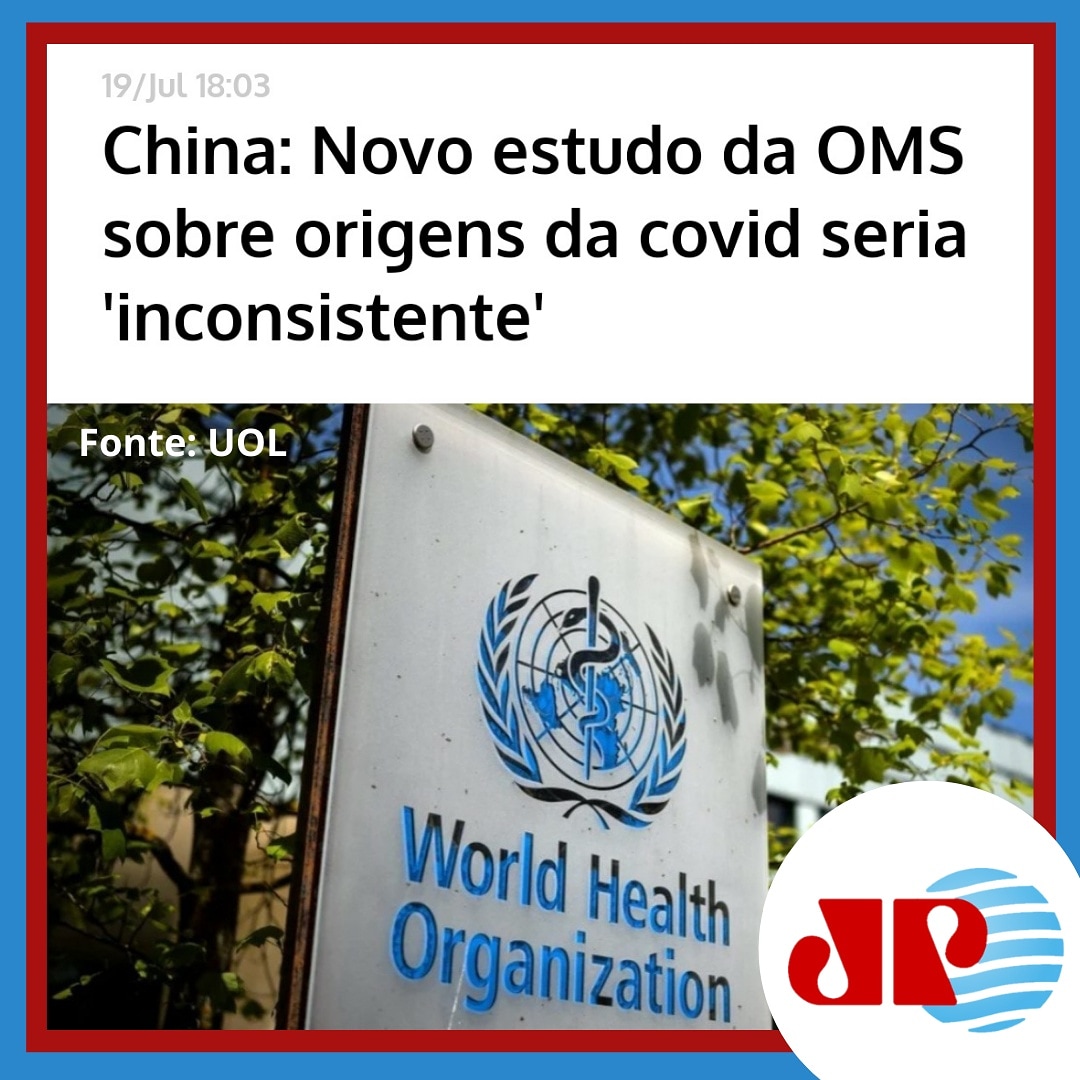 19/Jul 18:03
China: Novo estudo da OMS
sobre origens da covid seria
'inconsistente'
Fonte: UOL
World Health
Organization
JP